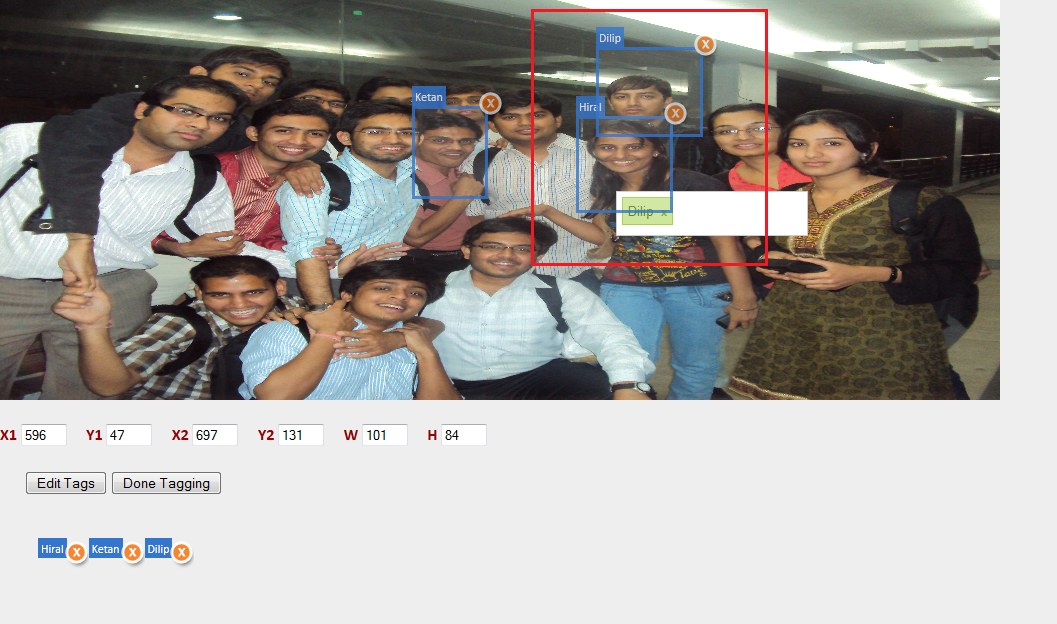 Dilip
X
Ketan
X
Hiral
X
Dilip x
X1 596 Y1 47 X2 697 Y2 131 W 101 H 84
Edit Tags Done Tagging
Hiral X Ketan X Dilip X